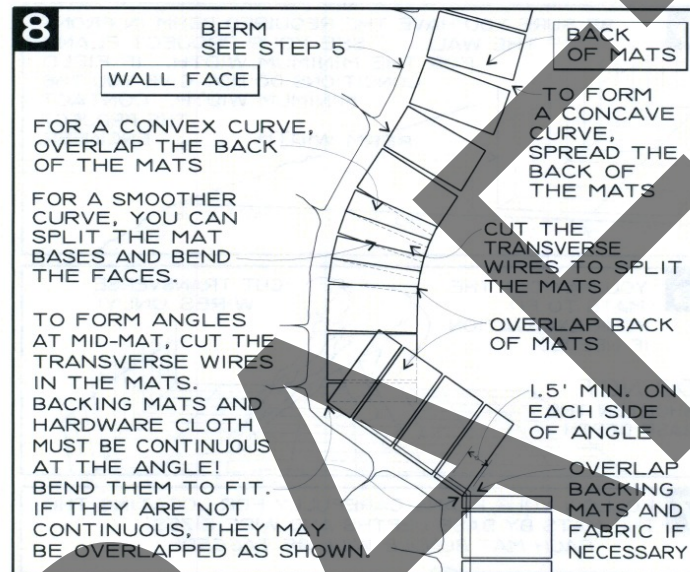 8
BERM
SEE STEP 5
WALL FACE
BACK
OF MATS
FOR A CONVEX CURVE,
OVERLAP THE BACK
OF THE MATS
FOR A SMOOTHER
CURVE, YOU CAN
SPLIT THE MAT
BASES AND BEND
THE FACES.
TO FORM ANGLES
AT MID-MAT, CUT THE
TRANSVERSE WIRES
IN THE MATS.
BACKING MATS AND
HARDWARE CLOTH
MUST BE CONTINUOUS
AT THE ANGLE!
BEND THEM TO FIT.
IF THEY ARE NOT
CONTINUOUS, THEY MAY
BE OVERLAPPED AS SHOWN.
TO FORM
A CONCAVE
CURVE,
SPREAD THE
BACK OF
THE MATS
CUT THE
TRANSVERSE
WIRES TO SPLIT
THE MATS
OVERLAP BACK
OF MATS
1.5' MIN. ON
EACH SIDE
OF ANGLE
OVERLAP
BACKING
MATS AND
FABRIC IF
NECESSARY